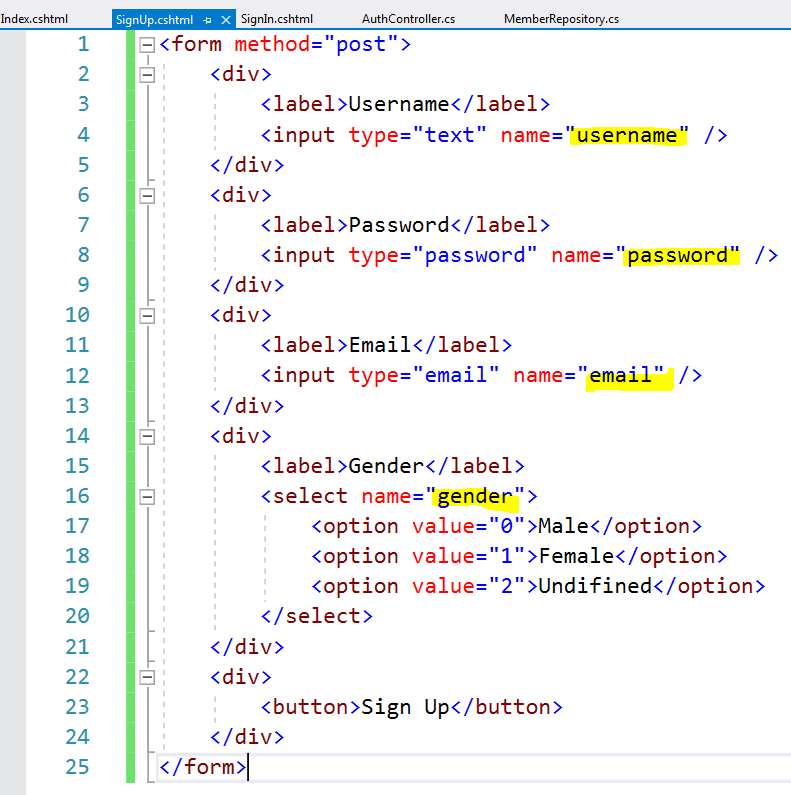 Index.cshtml SignUp.cshtml SignIn.cshtml AuthController.cs MemberRepository.cs
1 <form method="post">
2 <div>
3 <label>Username</label>
4 <input type="text" name="username" />
5 </div>
6 <div>
7 <label>Password</label>
8 <input type="password" name="password" />
9 </div>
10 <div>
11 <label>Email</label>
12 <input type="email" name="email" />
13 </div>
14 <div>
15 <label>Gender</label>
16 <select name="gender">
17 <option value="0">Male</option>
18 <option value="1">Female</option>
19 <option value="2">Undifined</option>
20 </select>
21 </div>
22 <div>
23 <button>Sign Up</button>
24 </div>
25 </form>